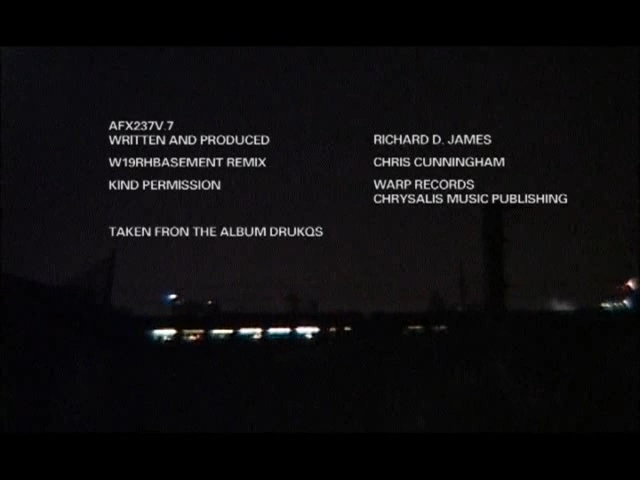 AFX237V.7
WRITTEN AND PRODUCED RICHARD D. JAMES
W19RHBASEMENT REMIX CHRIS CUNNINGHAM
KIND PERMISSION WARP RECORDS
CHRYSALIS MUSIC PUBLISHING
TAKEN FRON THE ALBUM DRUKQS